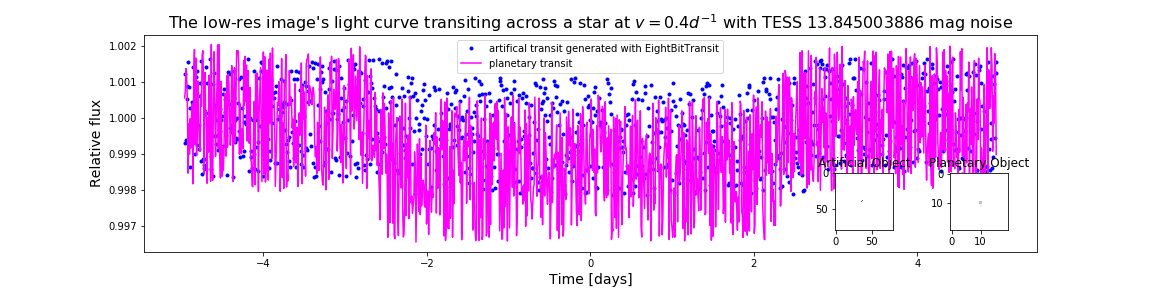 The low-res image's light curve transiting across a star at v = 0.4d⁻¹ with TESS 13.845003886 mag noise
artifical transit generated with EightBitTransit
planetary transit
Relative flux
1.002
1.001
1.000
0.999
0.998
0.997
Artificial Object
0
50
0 50
Planetary Object
0
10
0 10
−4 −2 0 2 4
Time [days]